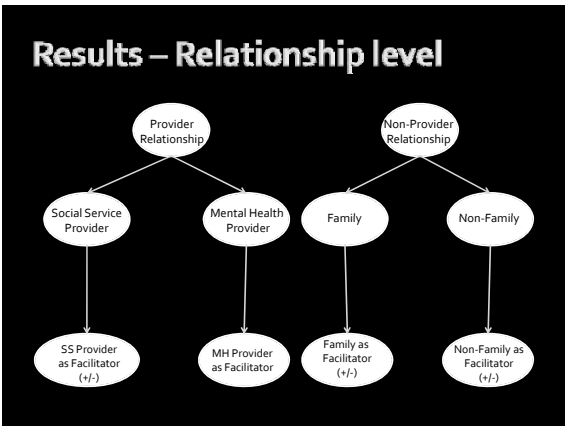 Results – Relationship level
Provider
Relationship
Non-Provider
Relationship
Social Service
Provider
Mental Health
Provider
Family
Non-Family
SS Provider
as Facilitator
(+/-)
MH Provider
as Facilitator
Family as
Facilitator
(+/-)
Non-Family as
Facilitator
(+/-)